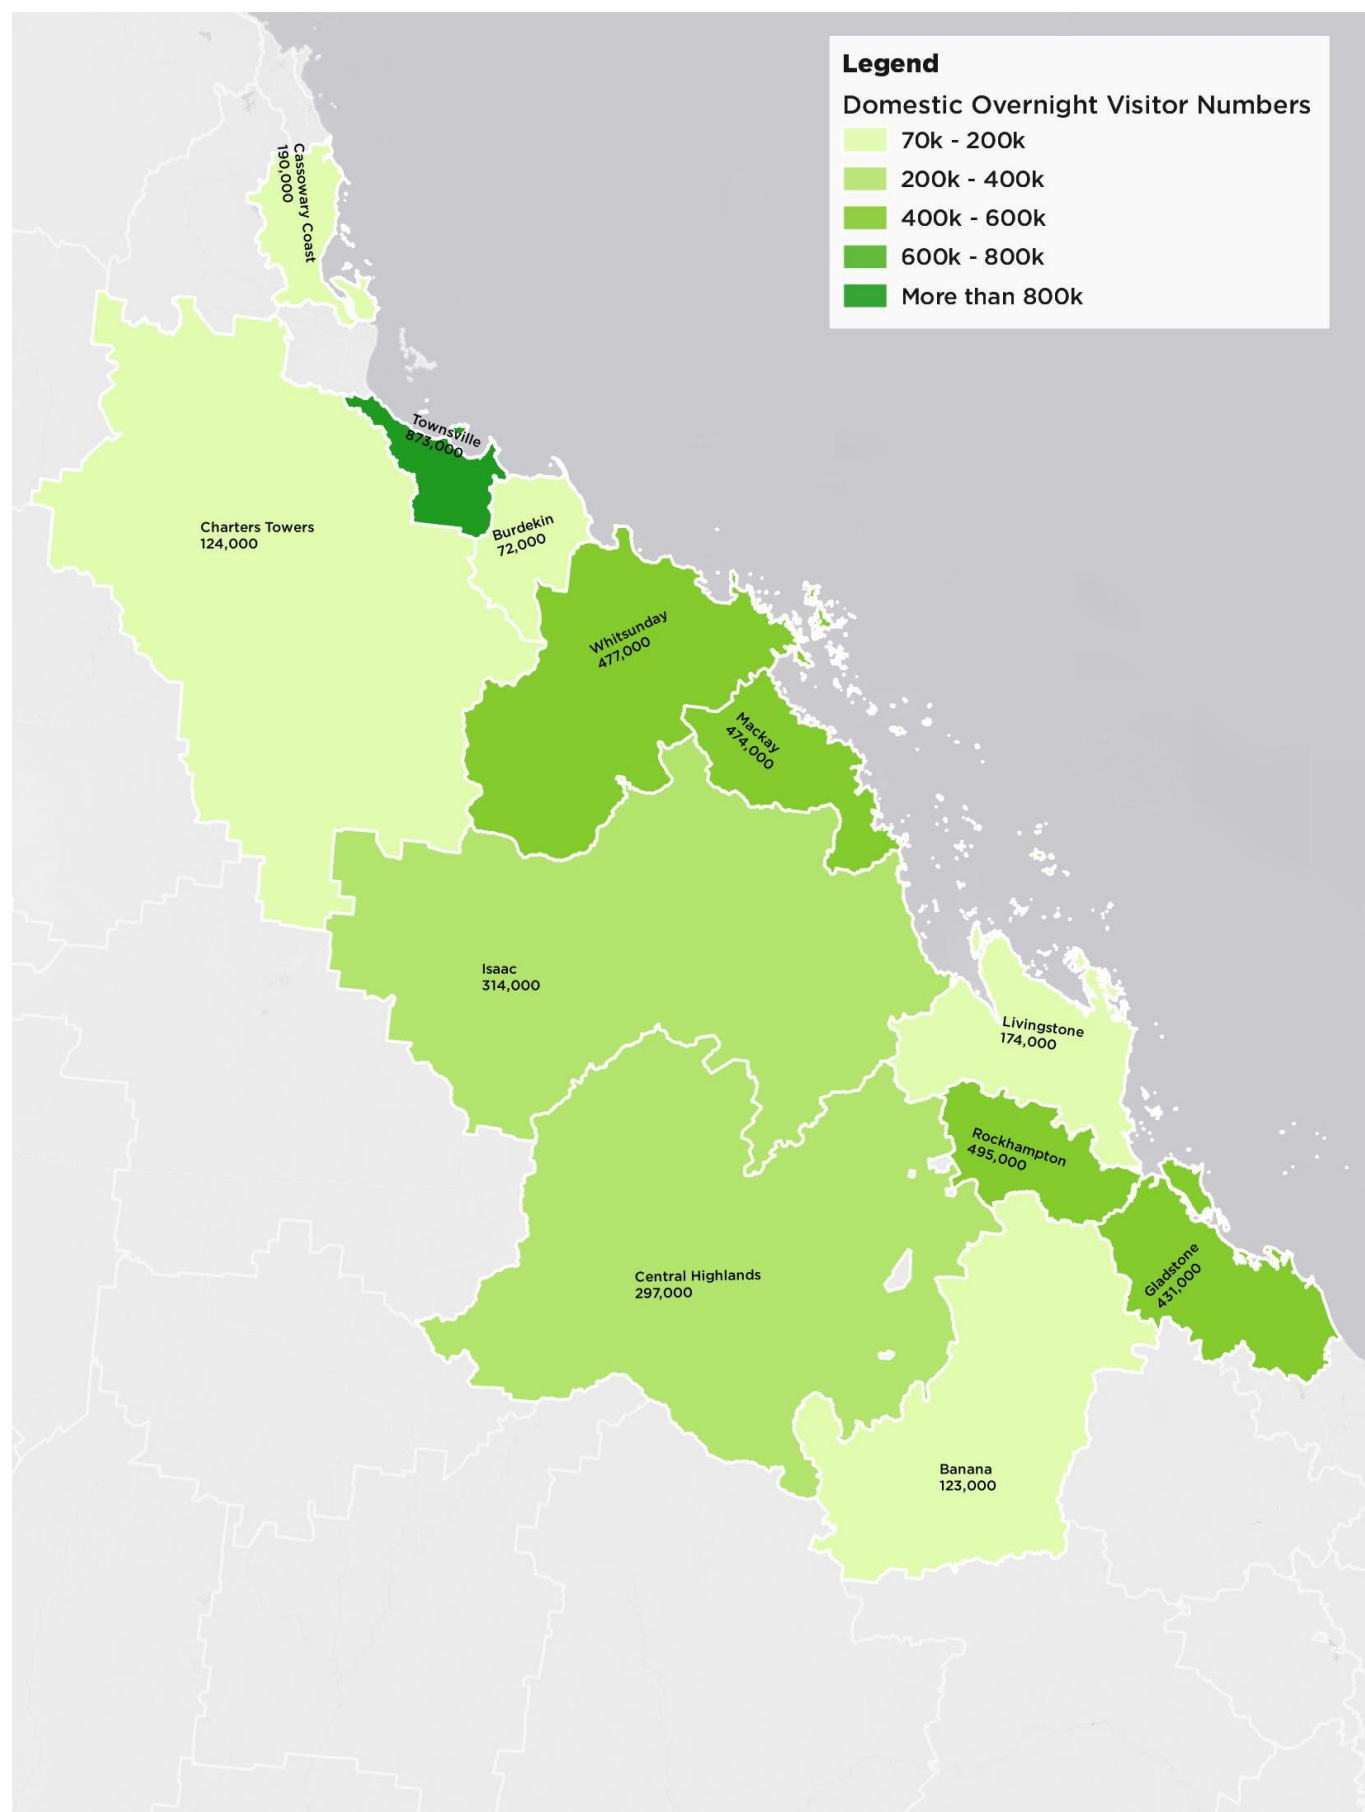 Legend
Domestic Overnight Visitor Numbers
70k - 200k
200k - 400k
400k - 600k
600k - 800k
More than 800k
Cassowary Coast
190,000
Townsville
873,000
Charters Towers
124,000
Burdekin
72,000
Whitsunday
477,000
Mackay
474,000
Isaac
314,000
Livingstone
174,000
Rockhampton
495,000
Central Highlands
297,000
Gladstone
431,000
Banana
123,000